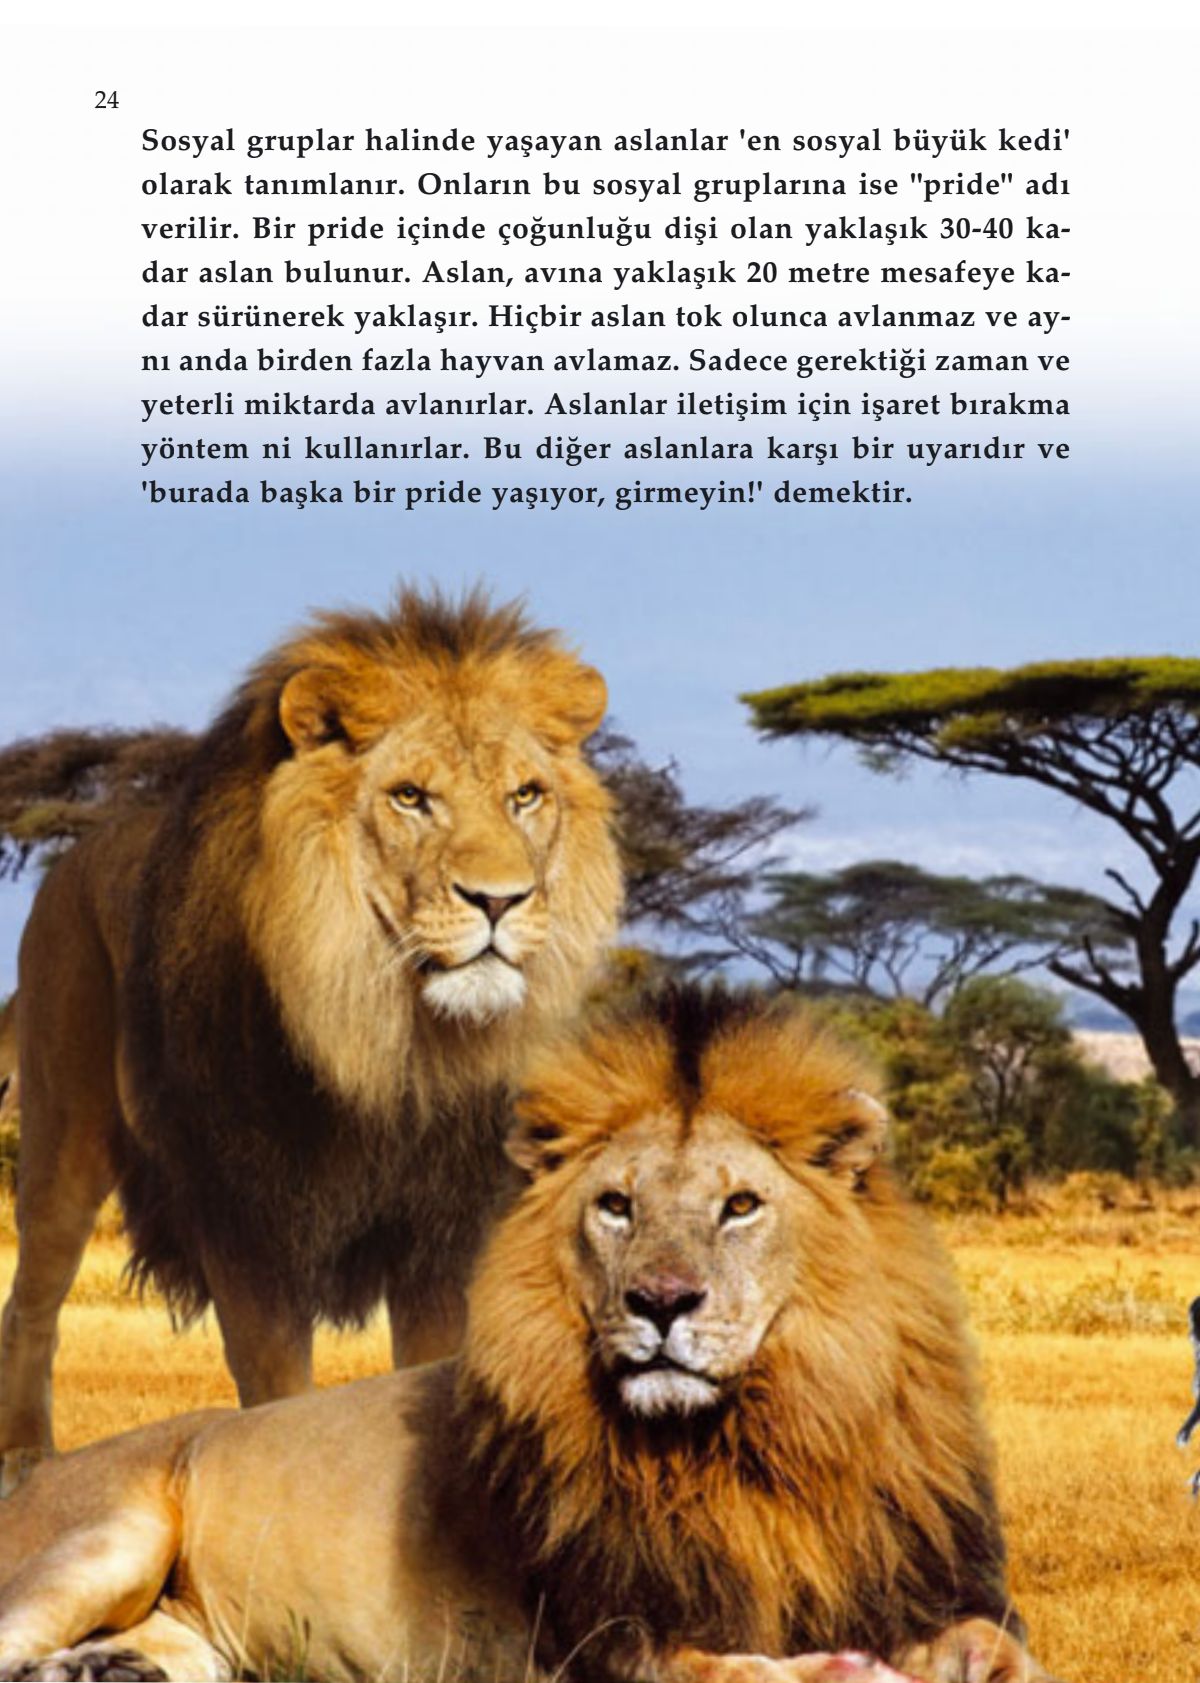 24
Sosyal gruplar halinde yaşayan aslanlar 'en sosyal büyük kedi'
olarak tanımlanır. Onların bu sosyal gruplarına ise "pride" adı
verilir. Bir pride içinde çoğunluğu dişi olan yaklaşık 30-40 ka-
dar aslan bulunur. Aslan, avına yaklaşık 20 metre mesafeye ka-
dar sürünerek yaklaşır. Hiçbir aslan tok olunca avlanmaz ve ay-
nı anda birden fazla hayvan avlamaz. Sadece gerektiği zaman ve
yeterli miktarda avlanırlar. Aslanlar iletişim için işaret bırakma
yöntem ni kullanırlar. Bu diğer aslanlara karşı bir uyarıdır ve
'burada başka bir pride yaşıyor, girmeyin!' demektir.